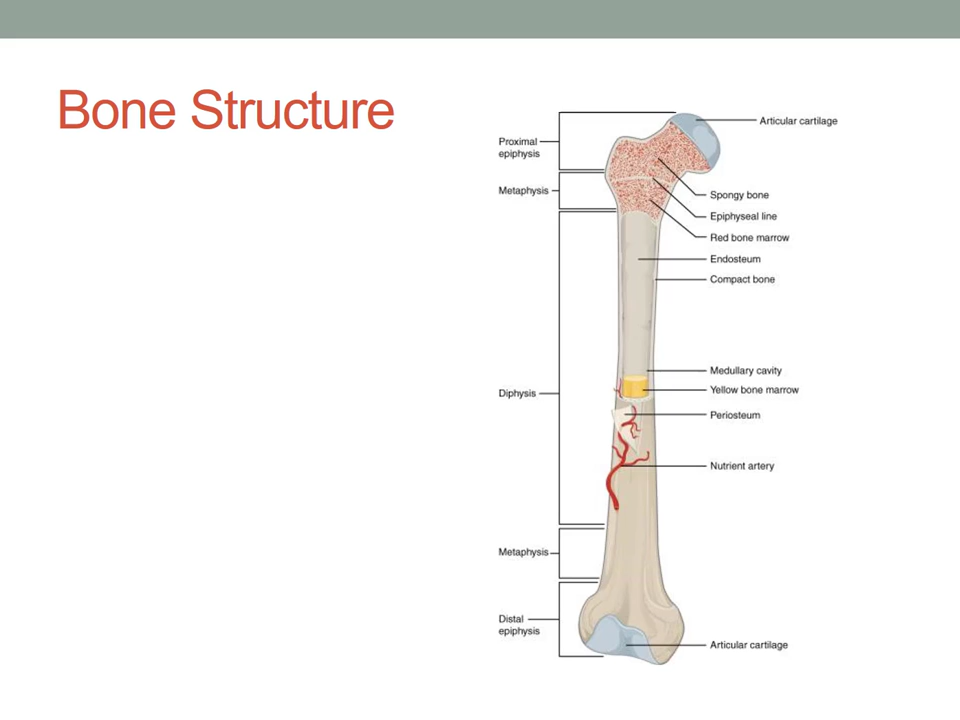 Bone Structure
Articular cartilage
Proximal
epiphysis
Metaphysis
Spongy bone
Epiphyseal line
Red bone marrow
Endosteum
Compact bone
Medullary cavity
Yellow bone marrow
Diphysis
Periosteum
Nutrient artery
Metaphysis
Distal
epiphysis
Articular cartilage